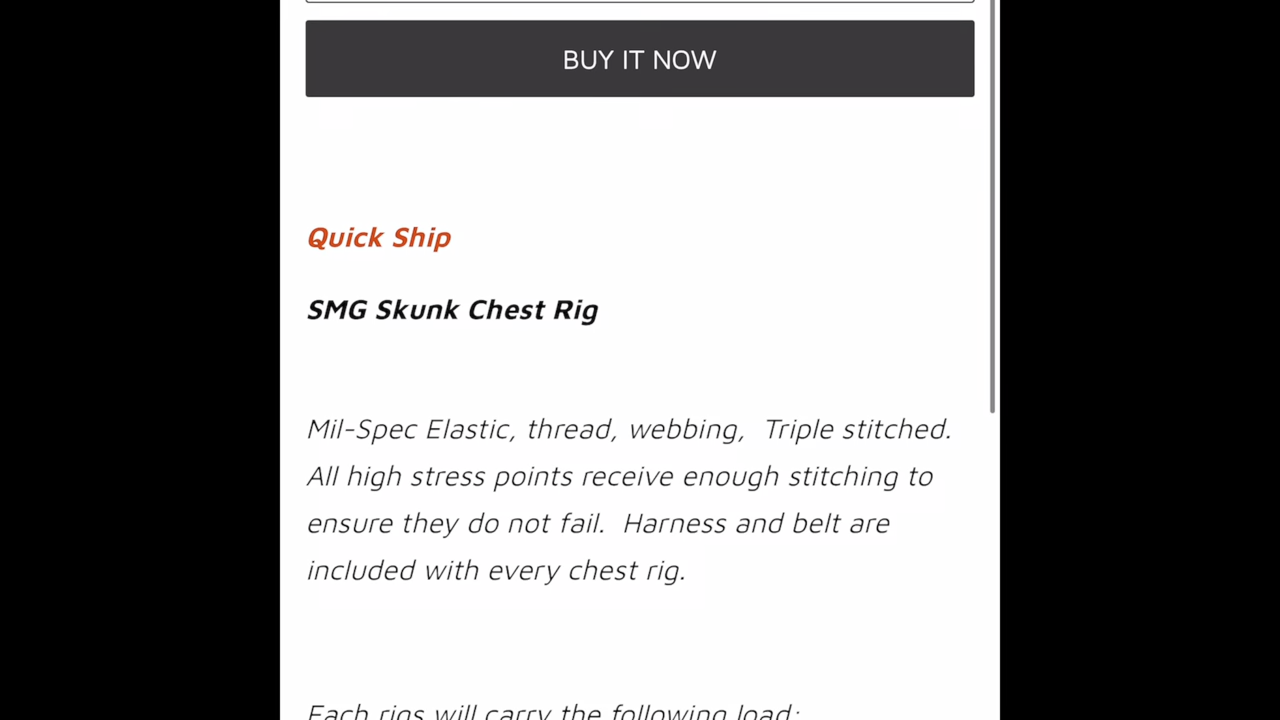 BUY IT NOW
Quick Ship
SMG Skunk Chest Rig
Mil-Spec Elastic, thread, webbing,  Triple stitched.
All high stress points receive enough stitching to
ensure they do not fail.  Harness and belt are
included with every chest rig.
Each rigs will carry the following load: